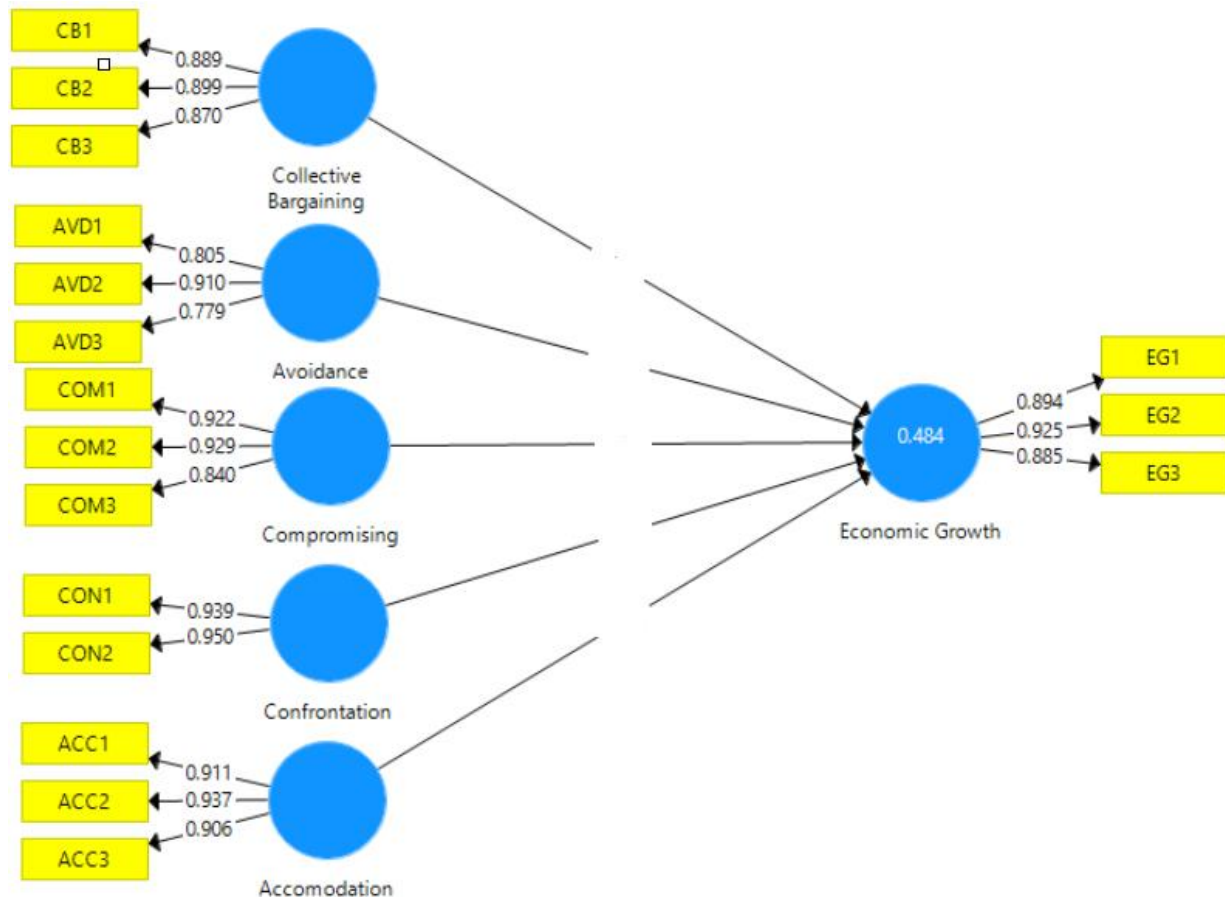 CB1
0.889
CB2
0.899
CB3
0.870
Collective
Bargaining
AVD1
0.805
AVD2
0.910
AVD3
0.779
Avoidance
COM1
0.922
COM2
0.929
COM3
0.840
Compromising
CON1
0.939
CON2
0.950
Confrontation
ACC1
0.911
ACC2
0.937
ACC3
0.906
Accomodation
0.484
Economic Growth
EG1
0.894
EG2
0.925
EG3
0.885